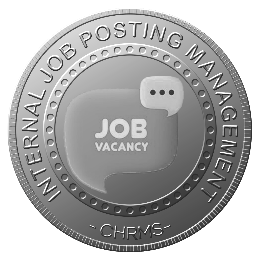 INTERNAL JOB POSTING MANAGEMENT
JOB
VACANCY
- CHRMS -